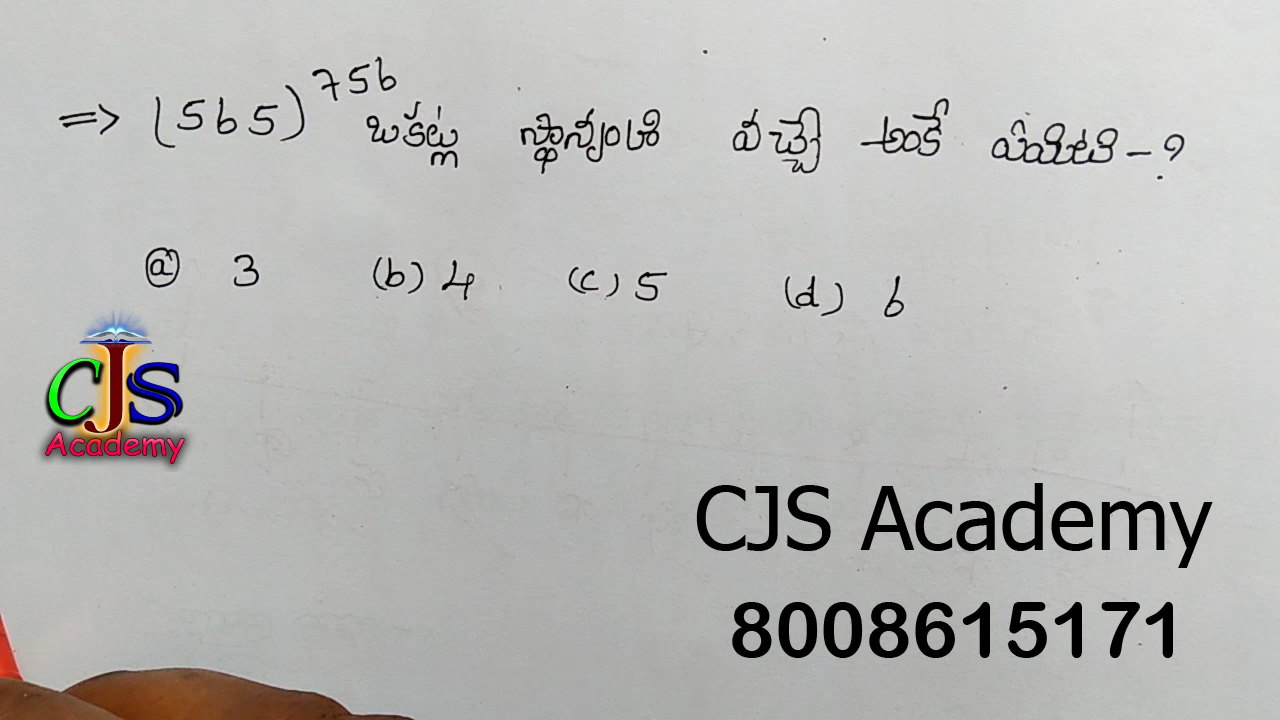 => (565)^756 ఒకట్ల స్థానంలో వచ్చే అంకె ఏమిటి - ?
(a) 3 (b) 4 (c) 5 (d) 6
CJS
Academy
CJS Academy
8008615171